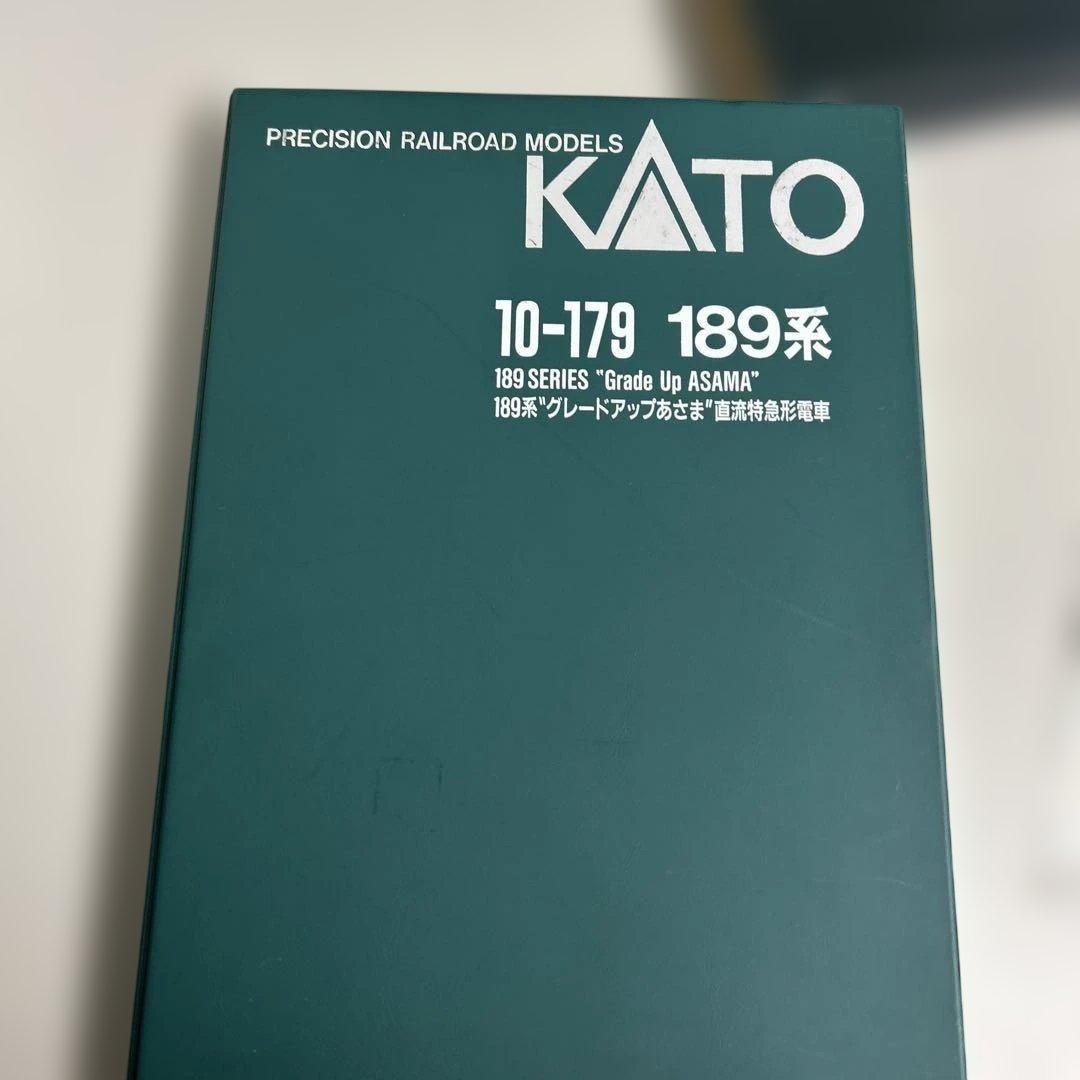 PRECISION RAILROAD MODELS
KATO
10-179 189系
189 SERIES "Grade Up ASAMA"
189系"グレードアップあさま"直流特急形電車